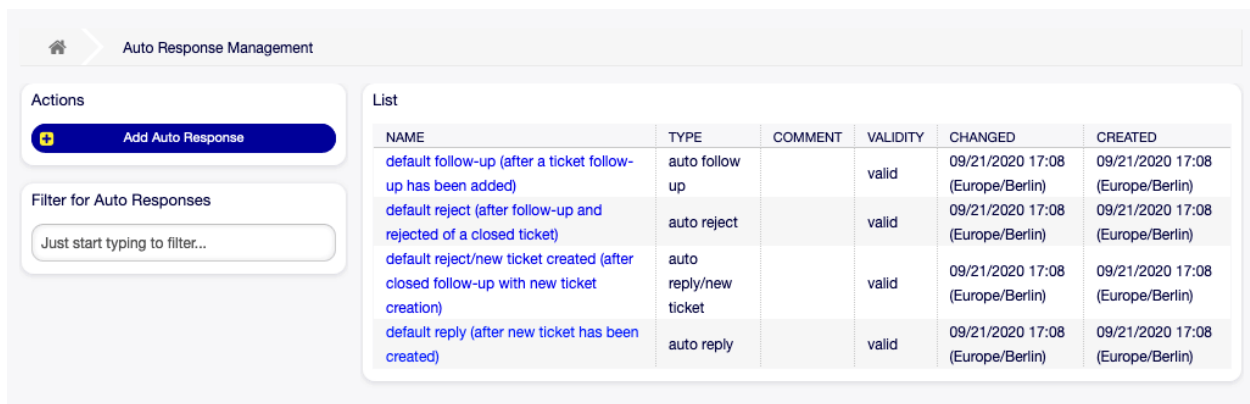 Auto Response Management
Actions
Add Auto Response
Filter for Auto Responses
Just start typing to filter...
List
NAME TYPE COMMENT VALIDITY CHANGED CREATED
default follow-up (after a ticket follow- auto follow valid 09/21/2020 17:08 09/21/2020 17:08
up has been added) up (Europe/Berlin) (Europe/Berlin)
default reject (after follow-up and auto reject valid 09/21/2020 17:08 09/21/2020 17:08
rejected of a closed ticket) (Europe/Berlin) (Europe/Berlin)
default reject/new ticket created (after auto
closed follow-up with new ticket reply/new valid 09/21/2020 17:08 09/21/2020 17:08
creation) ticket (Europe/Berlin) (Europe/Berlin)
default reply (after new ticket has been auto reply valid 09/21/2020 17:08 09/21/2020 17:08
created) (Europe/Berlin) (Europe/Berlin)